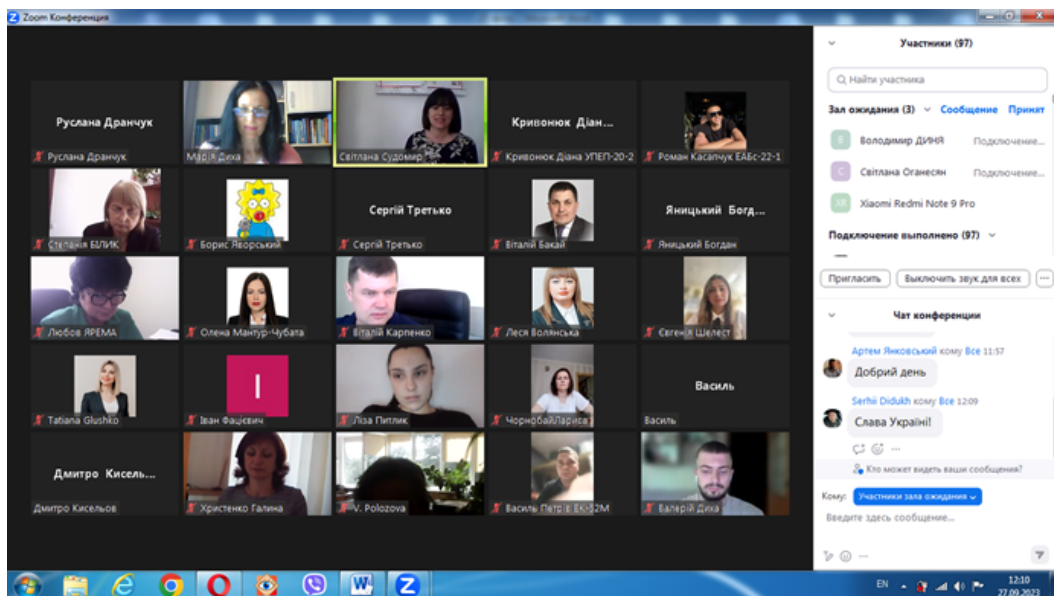 Zoom Конференция
Руслана Дранчук
Руслана Дранчук
Марія Диха
Світлана Судомир
Кривонюк Діан...
Кривонюк Діана УПЕП-20-2
Роман Касапчук ЕАБс-22-1
Степанія БІЛИК
Борис Яворський
Сергій Третько
Сергій Третько
Віталій Бакай
Яницький Богд...
Яницький Богдан
Любов ЯРЕМА
Олена Мантур-Чубата
Віталій Карпенко
Леся Волянська
Євгенія Шелест
Tatiana Glushko
І
Іван Фацієвич
Ліза Питлик
ЧорнобайЛариса
Василь
Василь
Дмитро Кисель...
Дмитро Кисельов
Христенко Галина
V. Polozova
Василь Петрів ЕК-32М
Валерій Диха
Участники (97)
Найти участника
Зал ожидания (3) Сообщение Принят
В Володимир ДИНЯ Подключение...
С Світлана Оганесян Подключение...
XR Xiaomi Redmi Note 9 Pro
Подключение выполнено (97)
Пригласить Выключить звук для всех ...
Чат конференции
Артем Янковський кому Все 11:57
Добрий день
Serhii Didukh кому Все 12:09
Слава Україні!
Кто может видеть ваши сообщения?
Кому: Участники зала ожидания
Введите здесь сообщение...
EN 12:10
27.09.2023